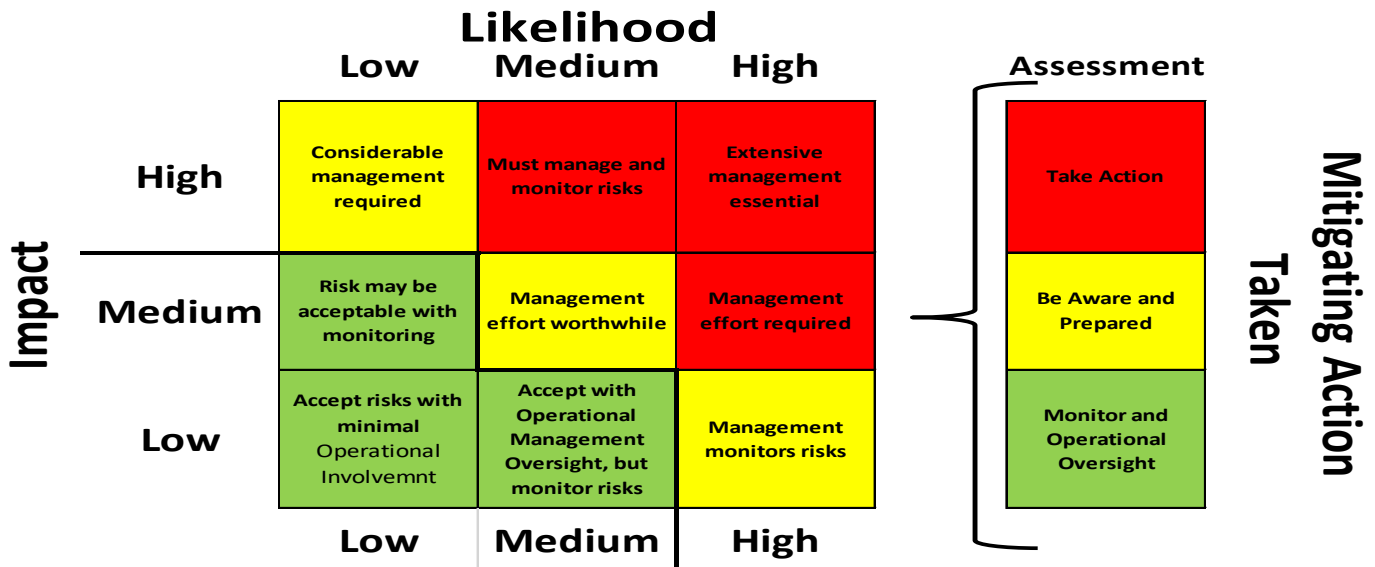 Likelihood
Low Medium High
Assessment
Impact
High
Considerable
management
required
Must manage and
monitor risks
Extensive
management
essential
Take Action
Medium
Risk may be
acceptable with
monitoring
Management
effort worthwhile
Management
effort required
Be Aware and
Prepared
Low
Accept risks with
minimal
Operational
Involvemnt
Accept with
Operational
Management
Oversight, but
monitor risks
Management
monitors risks
Monitor and
Operational
Oversight
Low Medium High
Mitigating Action
Taken